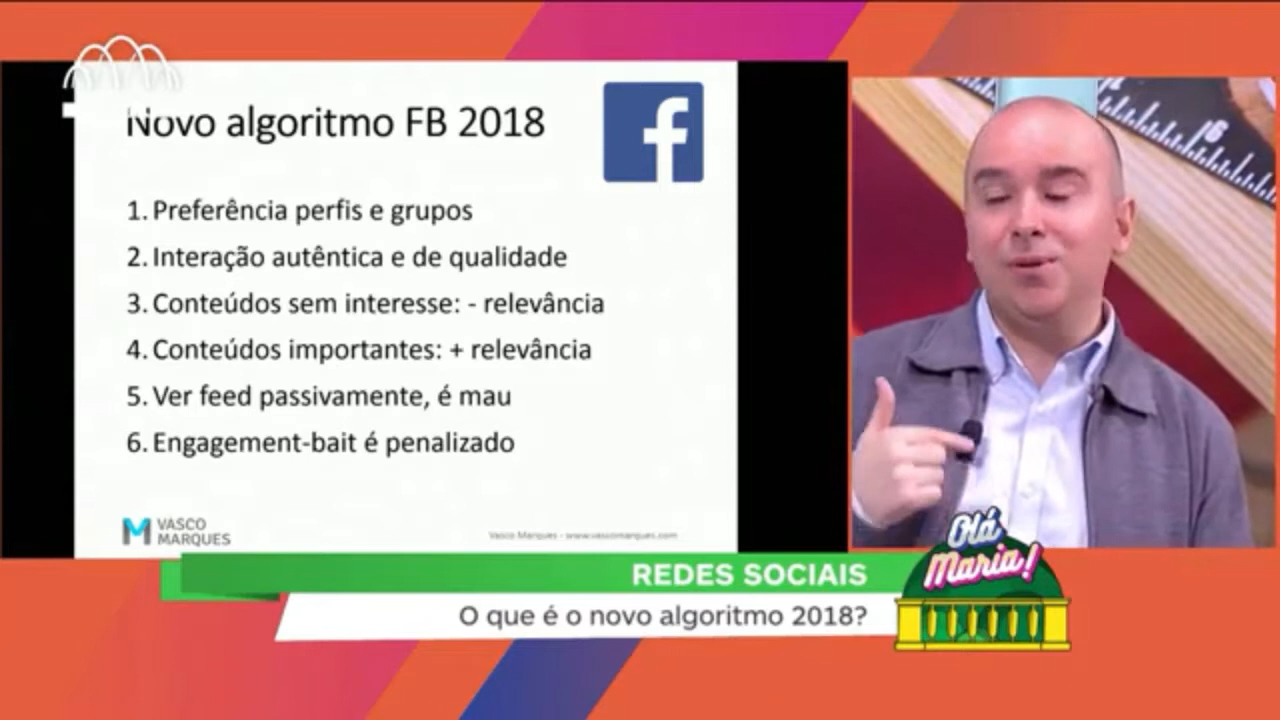 Novo algoritmo FB 2018
1. Preferência perfis e grupos
2. Interação autêntica e de qualidade
3. Conteúdos sem interesse: - relevância
4. Conteúdos importantes: + relevância
5. Ver feed passivamente, é mau
6. Engagement-bait é penalizado
VASCO
MARQUES
Vasco Marques - www.vascomarques.com
REDES SOCIAIS
O que é o novo algoritmo 2018?
Olá
Maria!
6